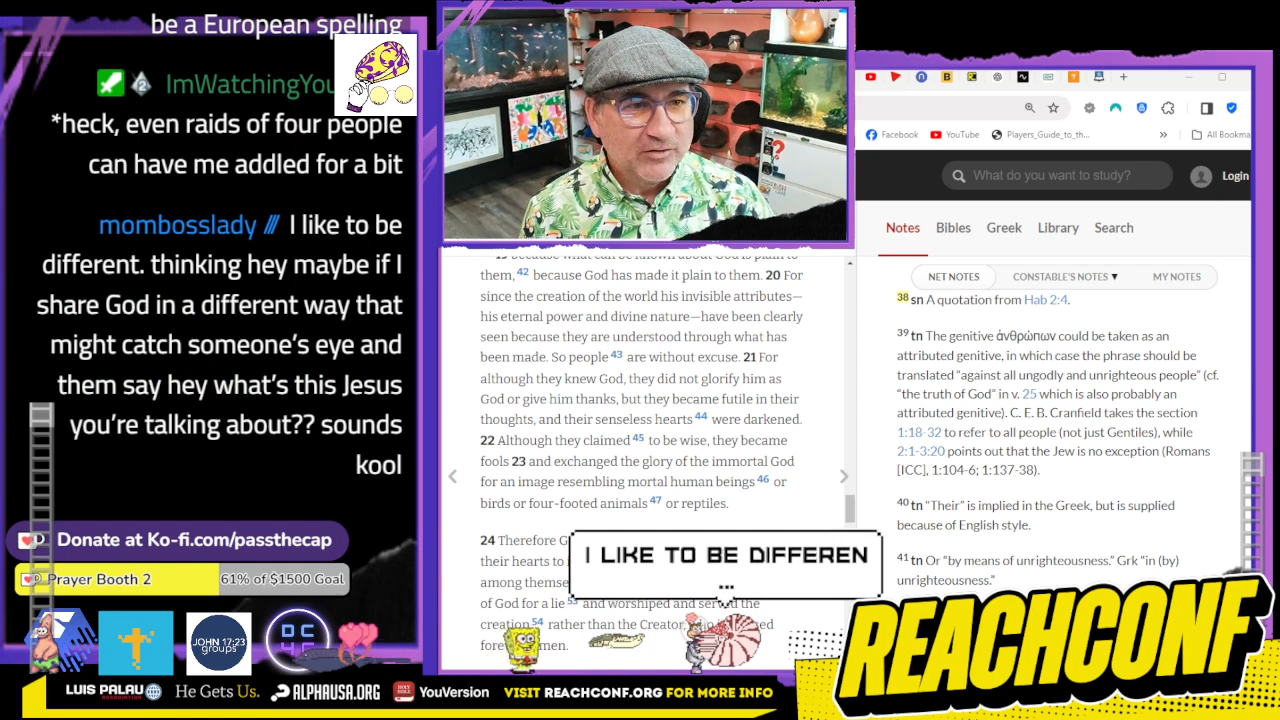 be a European spelling
ImWatchingYou
*heck, even raids of four people
can have me addled for a bit
mombosslady /// I like to be
different. thinking hey maybe if I
share God in a different way that
might catch someone's eye and
them say hey what's this Jesus
you're talking about?? sounds
kool
Donate at Ko-fi.com/passthecap
Prayer Booth 2
61% of $1500 Goal
JOHN 17:23
groups
LUIS PALAU
He Gets Us.
ALPHAUSA.ORG
HOLY BIBLE
YouVersion
VISIT REACHCONF.ORG FOR MORE INFO
REACHCONF
19 because what can be known about God is plain to
them, 42 because God has made it plain to them. 20 For
since the creation of the world his invisible attributes—
his eternal power and divine nature—have been clearly
seen because they are understood through what has
been made. So people 43 are without excuse. 21 For
although they knew God, they did not glorify him as
God or give him thanks, but they became futile in their
thoughts, and their senseless hearts 44 were darkened.
22 Although they claimed 45 to be wise, they became
fools 23 and exchanged the glory of the immortal God
for an image resembling mortal human beings 46 or
birds or four-footed animals 47 or reptiles.
24 Therefore G
their hearts to
among themse
of God for a lie 53 and worshiped and served the
creation 54 rather than the Creator, who
fore
men.
I LIKE TO BE DIFFEREN
...
Facebook
YouTube
Players_Guide_to_th...
»
All Bookma
What do you want to study?
Login
Notes Bibles Greek Library Search
NET NOTES CONSTABLE'S NOTES ▼ MY NOTES
38 sn A quotation from Hab 2:4.
39 tn The genitive ἀνθρώπων could be taken as an
attributed genitive, in which case the phrase should be
translated "against all ungodly and unrighteous people" (cf.
"the truth of God" in v. 25 which is also probably an
attributed genitive). C. E. B. Cranfield takes the section
1:18-32 to refer to all people (not just Gentiles), while
2:1-3:20 points out that the Jew is no exception (Romans
[ICC], 1:104-6; 1:137-38).
40 tn "Their" is implied in the Greek, but is supplied
because of English style.
41 tn Or "by means of unrighteousness." Grk "in (by)
unrighteousness."